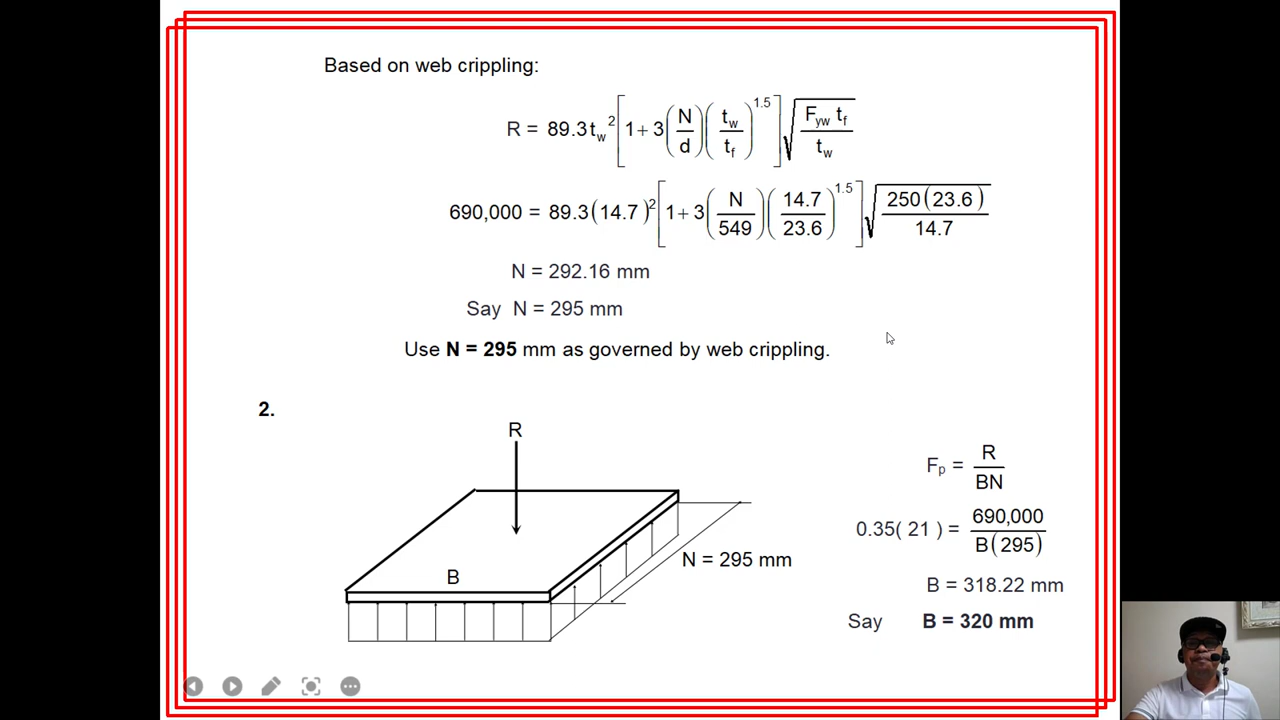 Based on web crippling:
R = 89.3 t_w^2 [ 1 + 3 ( N / d ) ( t_w / t_f )^1.5 ] √( F_yw t_f / t_w )
690,000 = 89.3 ( 14.7 )^2 [ 1 + 3 ( N / 549 ) ( 14.7 / 23.6 )^1.5 ] √( 250 ( 23.6 ) / 14.7 )
N = 292.16 mm
Say N = 295 mm
Use N = 295 mm as governed by web crippling.
2.
R
B
N = 295 mm
F_p = R / BN
0.35( 21 ) = 690,000 / B( 295 )
B = 318.22 mm
Say B = 320 mm